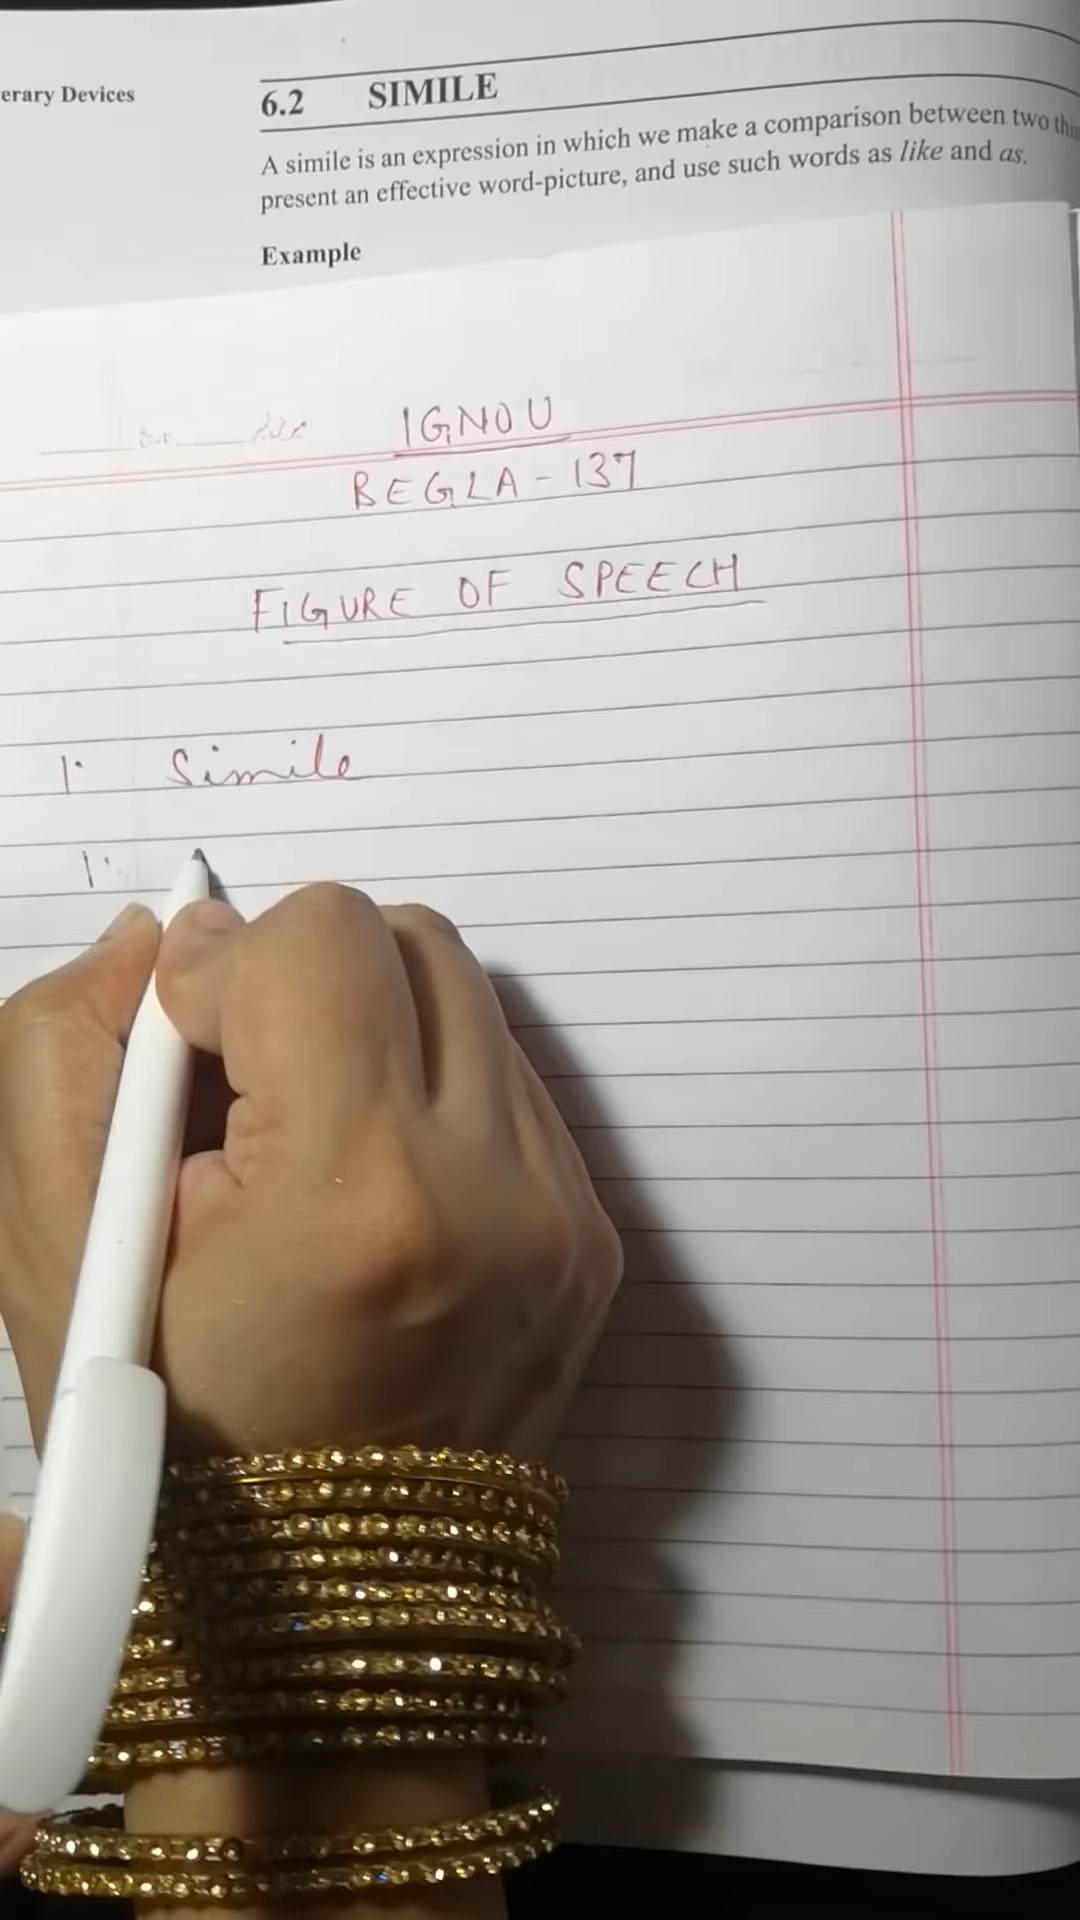 erary Devices
6.2 SIMILE
A simile is an expression in which we make a comparison between two
present an effective word-picture, and use such words as like and as.
Example
IGNOU
BEGLA-137
FIGURE OF SPEECH
1. Simile
1.